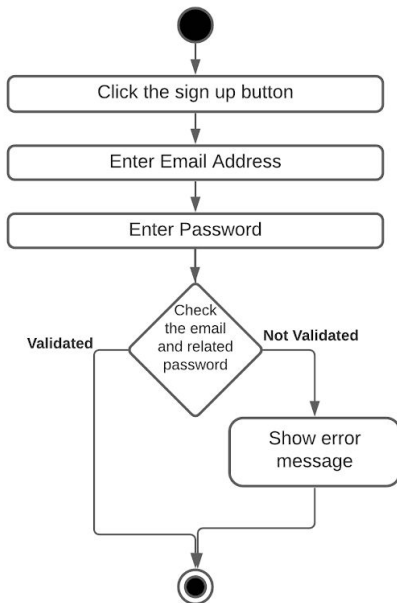 Click the sign up button
Enter Email Address
Enter Password
Check
the email
and related
password
Validated
Not Validated
Show error
message